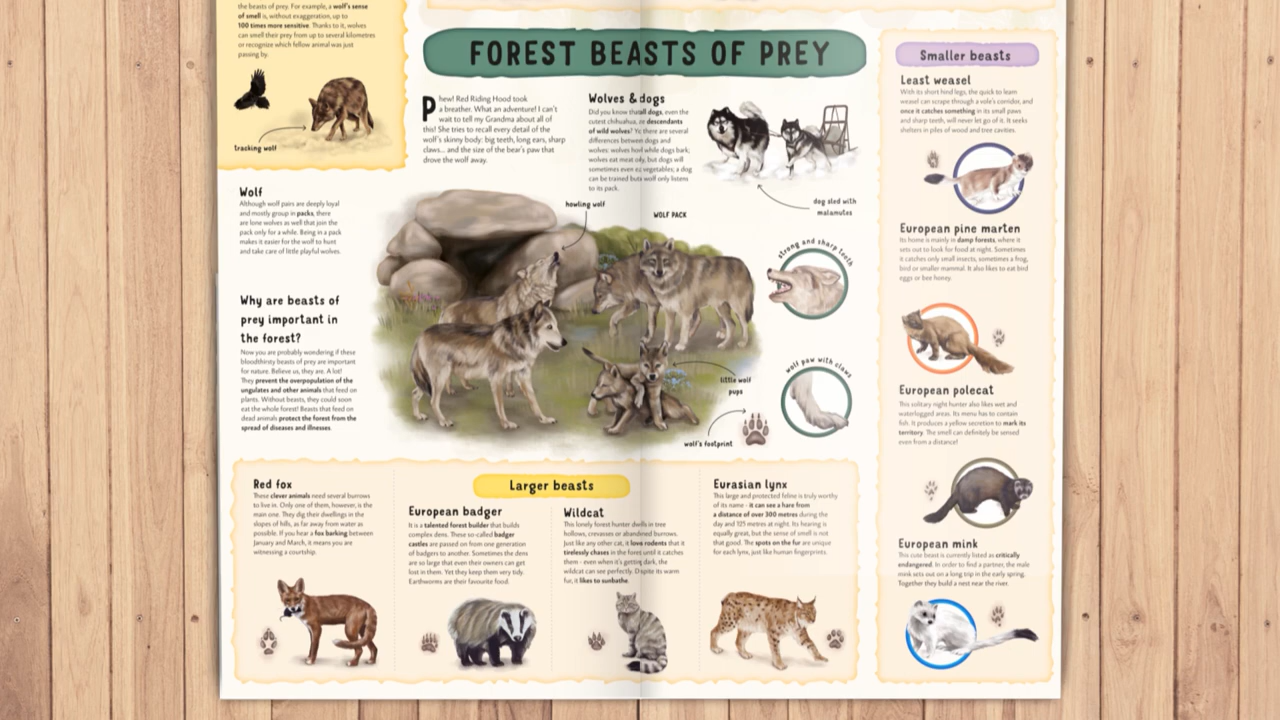 the beasts of prey. For example, a wolf's sense
of smell is, without exaggeration, up to
100 times more sensitive. Thanks to it, wolves
can smell their prey from up to several kilometres
or recognize which fellow animal was just
passing by.
tracking wolf
FOREST BEASTS OF PREY
Phew! Red Riding Hood took
a breather. What an adventure! I can't
wait to tell my Grandma about all of
this! She tries to recall every detail of the
wolf's skinny body: big teeth, long ears, sharp
claws... and the size of the bear's paw that
drove the wolf away.
Wolves & dogs
Did you know that all dogs, even the
cutest chihuahua, are descendants
of wild wolves? Yet there are several
differences between dogs and
wolves: wolves howl while dogs bark;
wolves eat meat only, but dogs will
sometimes even eat vegetables; a dog
can be trained but a wolf only listens
to its pack.
dog sled with
malamutes
Wolf
Although wolf pairs are deeply loyal
and mostly group in packs, there
are lone wolves as well that join the
pack only for a while. Being in a pack
makes it easier for the wolf to hunt
and take care of little playful wolves.
Why are beasts of
prey important in
the forest?
Now you are probably wondering if these
bloodthirsty beasts of prey are important
for nature. Believe us, they are. A lot!
They prevent the overpopulation of the
ungulates and other animals that feed on
plants. Without beasts, they could soon
eat the whole forest! Beasts that feed on
dead animals protect the forest from the
spread of diseases and illnesses.
howling wolf
WOLF PACK
strong and sharp teeth
wolf paw with claws
little wolf
pups
wolf's footprint
Larger beasts
Red fox
These clever animals need several burrows
to live in. Only one of them, however, is the
main one. They dig their dwellings in the
slopes of hills, as far away from water as
possible. If you hear a fox barking between
January and March, it means you are
witnessing a courtship.
European badger
It is a talented forest builder that builds
complex dens. These so-called badger
castles are passed on from one generation
of badgers to another. Sometimes the dens
are so large that even their owners can get
lost in them. Yet they keep them very tidy.
Earthworms are their favourite food.
Wildcat
This lonely forest hunter dwells in tree
hollows, crevasses or abandoned burrows.
Just like any other cat, it loves rodents that it
tirelessly chases in the forest until it catches
them - even when it's getting dark, the
wildcat can see perfectly. Despite its warm
fur, it likes to sunbathe.
Eurasian lynx
This large and protected feline is truly worthy
of its name - it can see a hare from
a distance of over 300 metres during the
day and 125 metres at night. Its hearing is
equally great, but the sense of smell is not
that good. The spots on the fur are unique
for each lynx, just like human fingerprints.
Smaller beasts
Least weasel
With its short hind legs, the quick to learn
weasel can scrape through a vole's corridor, and
once it catches something in its small paws
and sharp teeth, will never let go of it. It seeks
shelters in piles of wood and tree cavities.
European pine marten
Its home is mainly in damp forests, where it
sets out to look for food at night. Sometimes
it catches only small insects, sometimes a frog,
bird or smaller mammal. It also likes to eat bird
eggs or bee honey.
European polecat
This solitary night hunter also likes wet and
waterlogged areas. Its menu has to contain
fish. It produces a yellow secretion to mark its
territory. The smell can definitely be sensed
even from a distance!
European mink
This cute beast is currently listed as critically
endangered. In order to find a partner, the male
mink sets out on a long trip in the early spring.
Together they build a nest near the river.